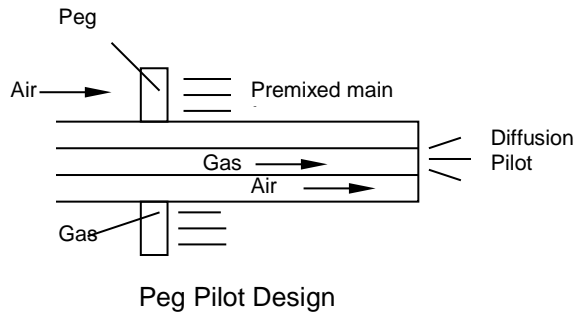 Peg
Air
Premixed main
Diffusion
Pilot
Gas
Air
Gas
Peg Pilot Design